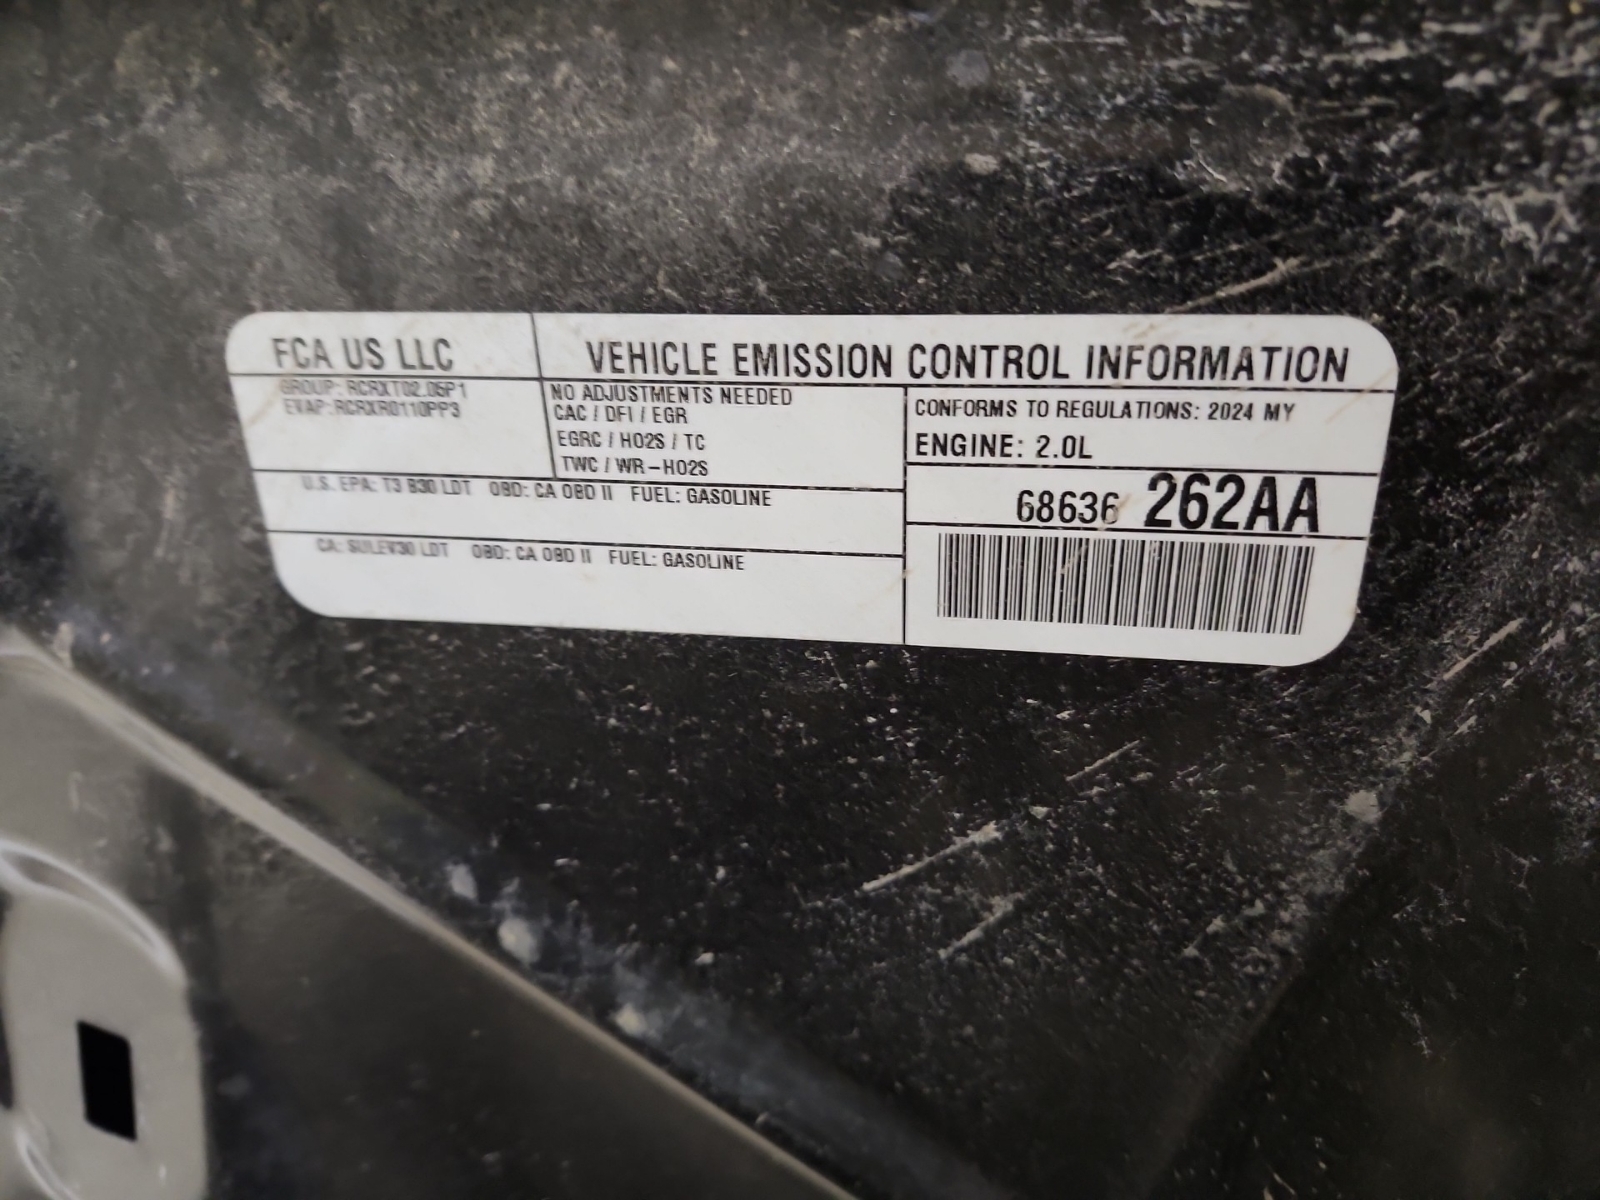 FCA US LLC
VEHICLE EMISSION CONTROL INFORMATION
GROUP: RCRXT02.05P1
EVAP: RCRXR0110PP3
NO ADJUSTMENTS NEEDED
CAC / DFI / EGR
EGRC / HO2S / TC
TWC / WR-HO2S
CONFORMS TO REGULATIONS: 2024 MY
ENGINE: 2.0L
U.S. EPA: T3 B30 LDT OBD: CA OBD II FUEL: GASOLINE
CA: SULEV30 LDT OBD: CA OBD II FUEL: GASOLINE
68636 262AA